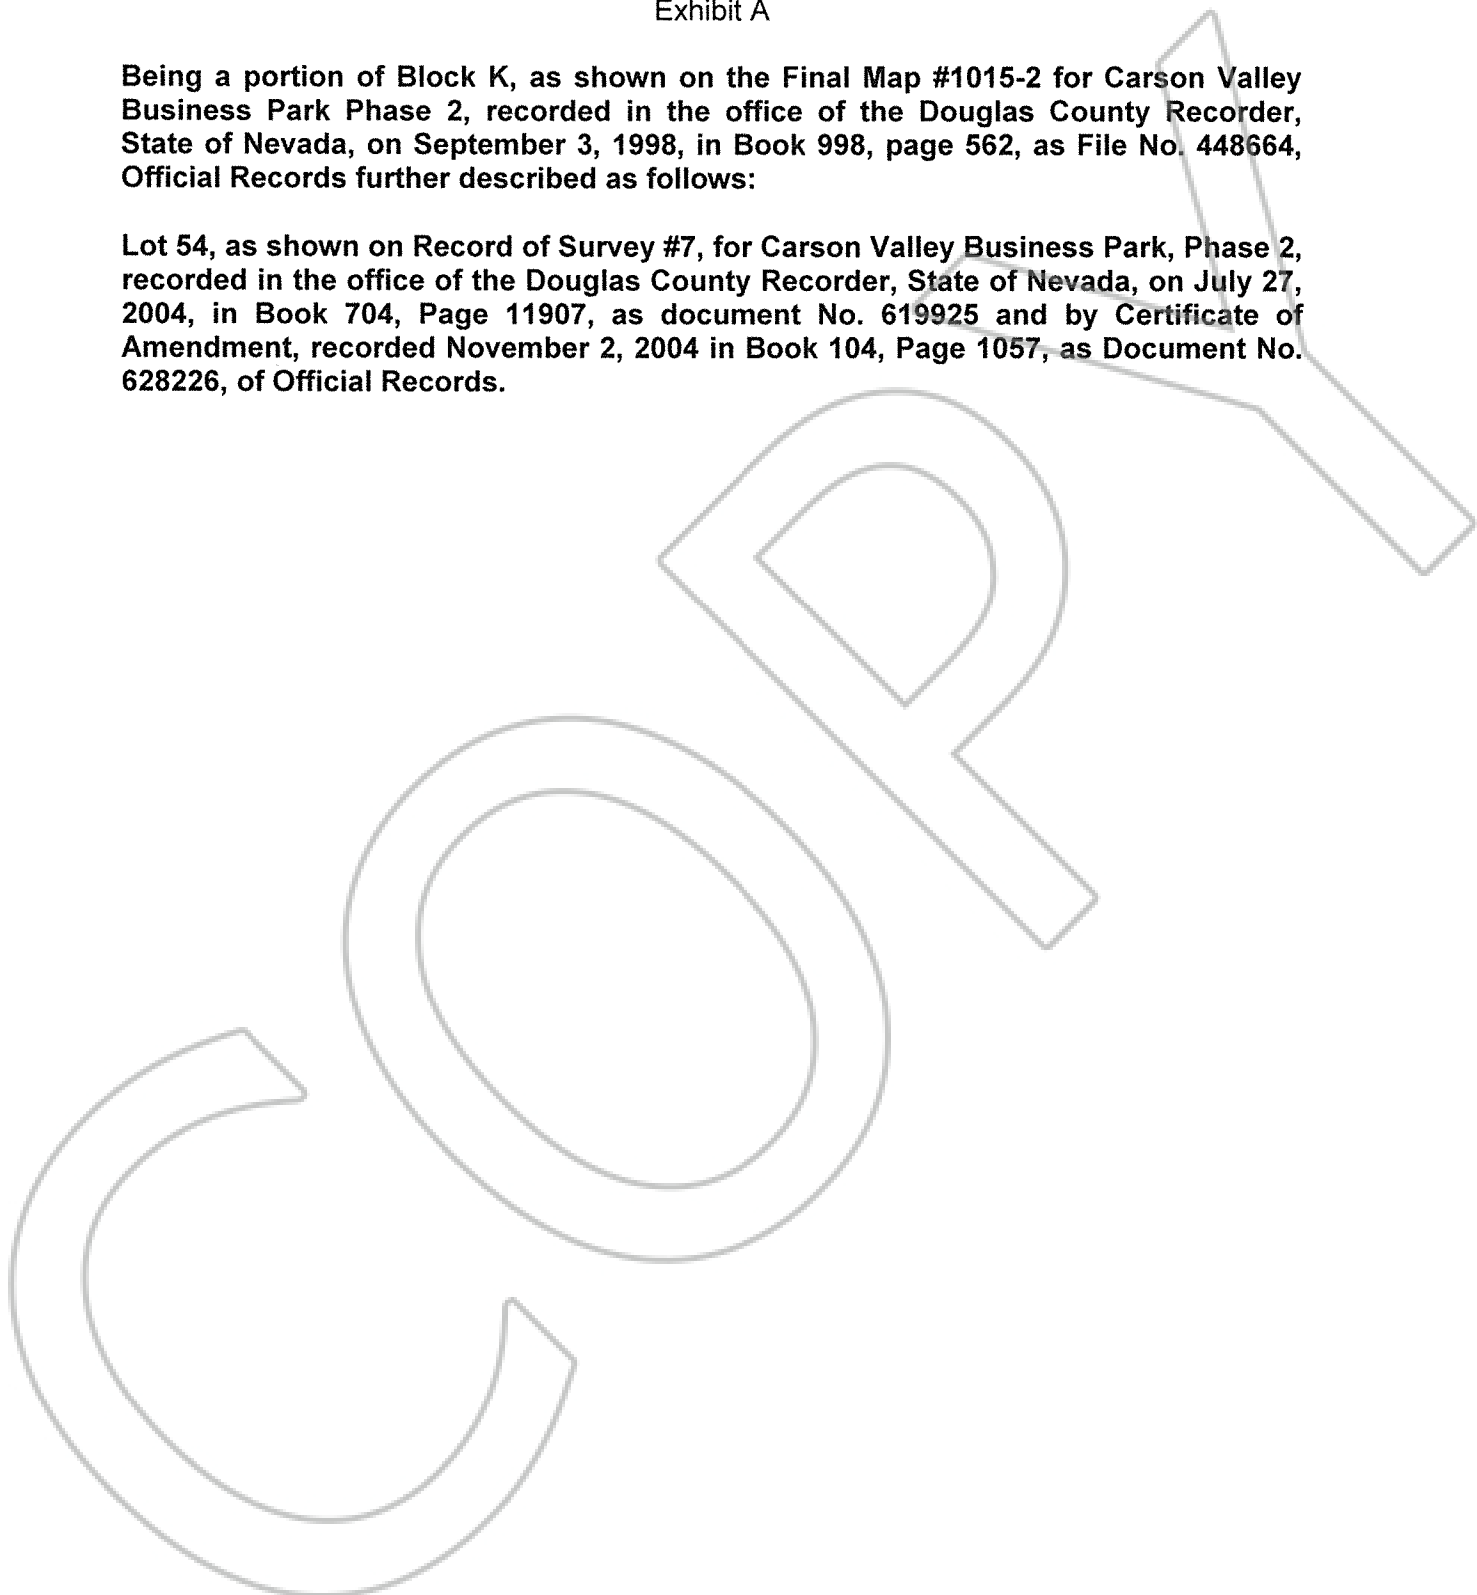 Exhibit A
Being a portion of Block K, as shown on the Final Map #1015-2 for Carson Valley
Business Park Phase 2, recorded in the office of the Douglas County Recorder,
State of Nevada, on September 3, 1998, in Book 998, page 562, as File No. 448664,
Official Records further described as follows:
Lot 54, as shown on Record of Survey #7, for Carson Valley Business Park, Phase 2,
recorded in the office of the Douglas County Recorder, State of Nevada, on July 27,
2004, in Book 704, Page 11907, as document No. 619925 and by Certificate of
Amendment, recorded November 2, 2004 in Book 104, Page 1057, as Document No.
628226, of Official Records.
COPY